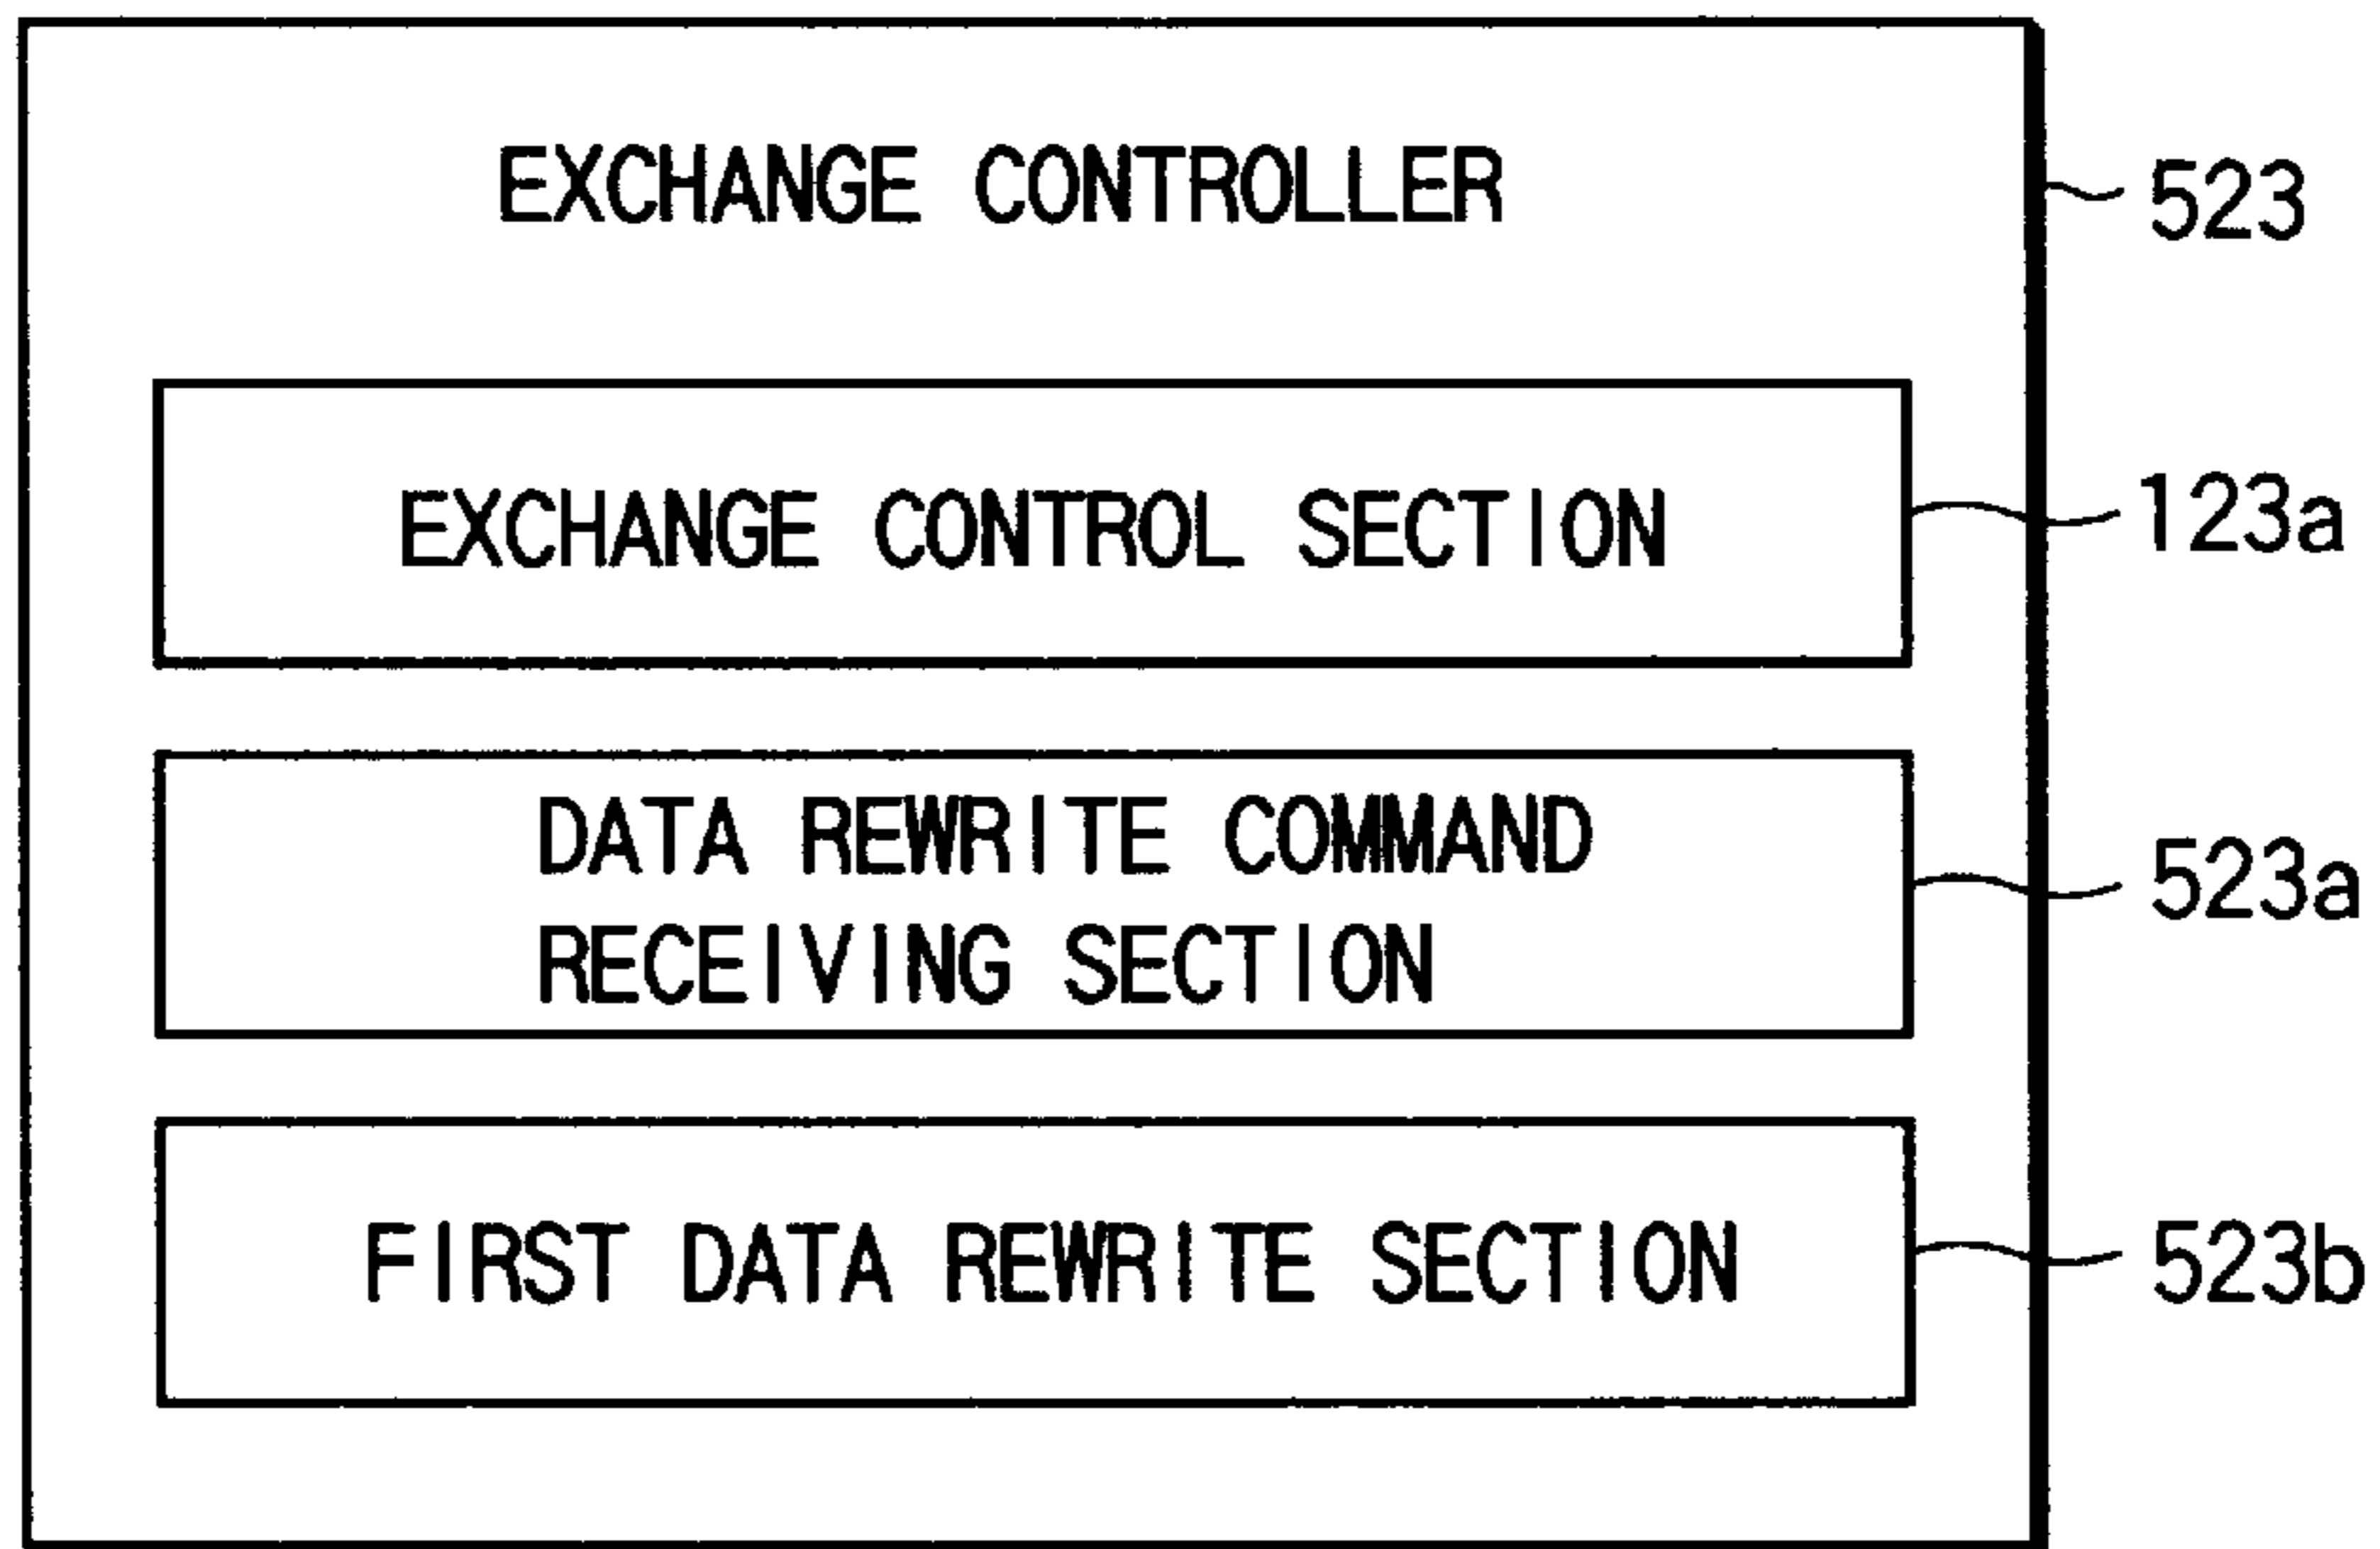 EXCHANGE CONTROLLER
523
EXCHANGE CONTROL SECTION
123a
DATA REWRITE COMMAND
RECEIVING SECTION
523a
FIRST DATA REWRITE SECTION
523b